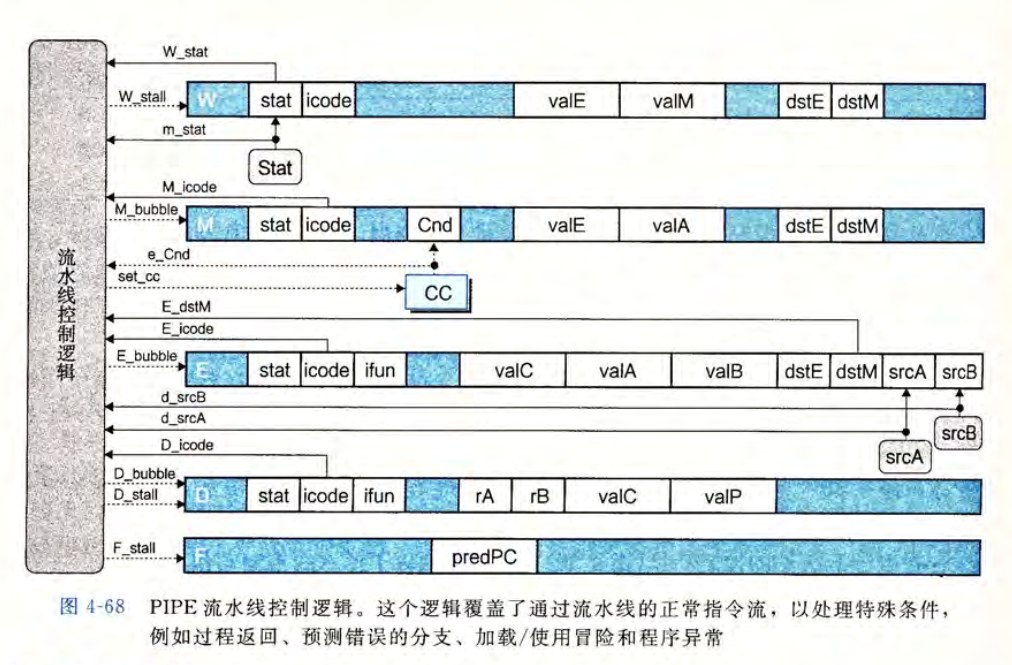 W_stat
W_stall
W stat icode valE valM dstE dstM
m_stat
Stat
M_icode
M_bubble
M stat icode Cnd valE valA dstE dstM
e_Cnd
set_cc
CC
流水线控制逻辑
E_dstM
E_icode
E_bubble
E stat icode ifun valC valA valB dstE dstM srcA srcB
d_srcB
d_srcA
srcB
srcA
D_icode
D_bubble
D_stall
D stat icode ifun rA rB valC valP
F_stall
F predPC
图 4-68 PIPE 流水线控制逻辑。这个逻辑覆盖了通过流水线的正常指令流，以处理特殊条件，
例如过程返回、预测错误的分支、加载/使用冒险和程序异常